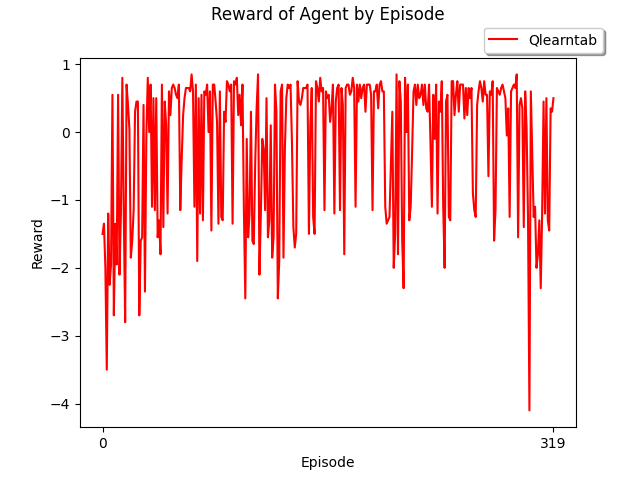 Reward of Agent by Episode
Qlearntab
1
0
−1
−2
−3
−4
Reward
0
319
Episode